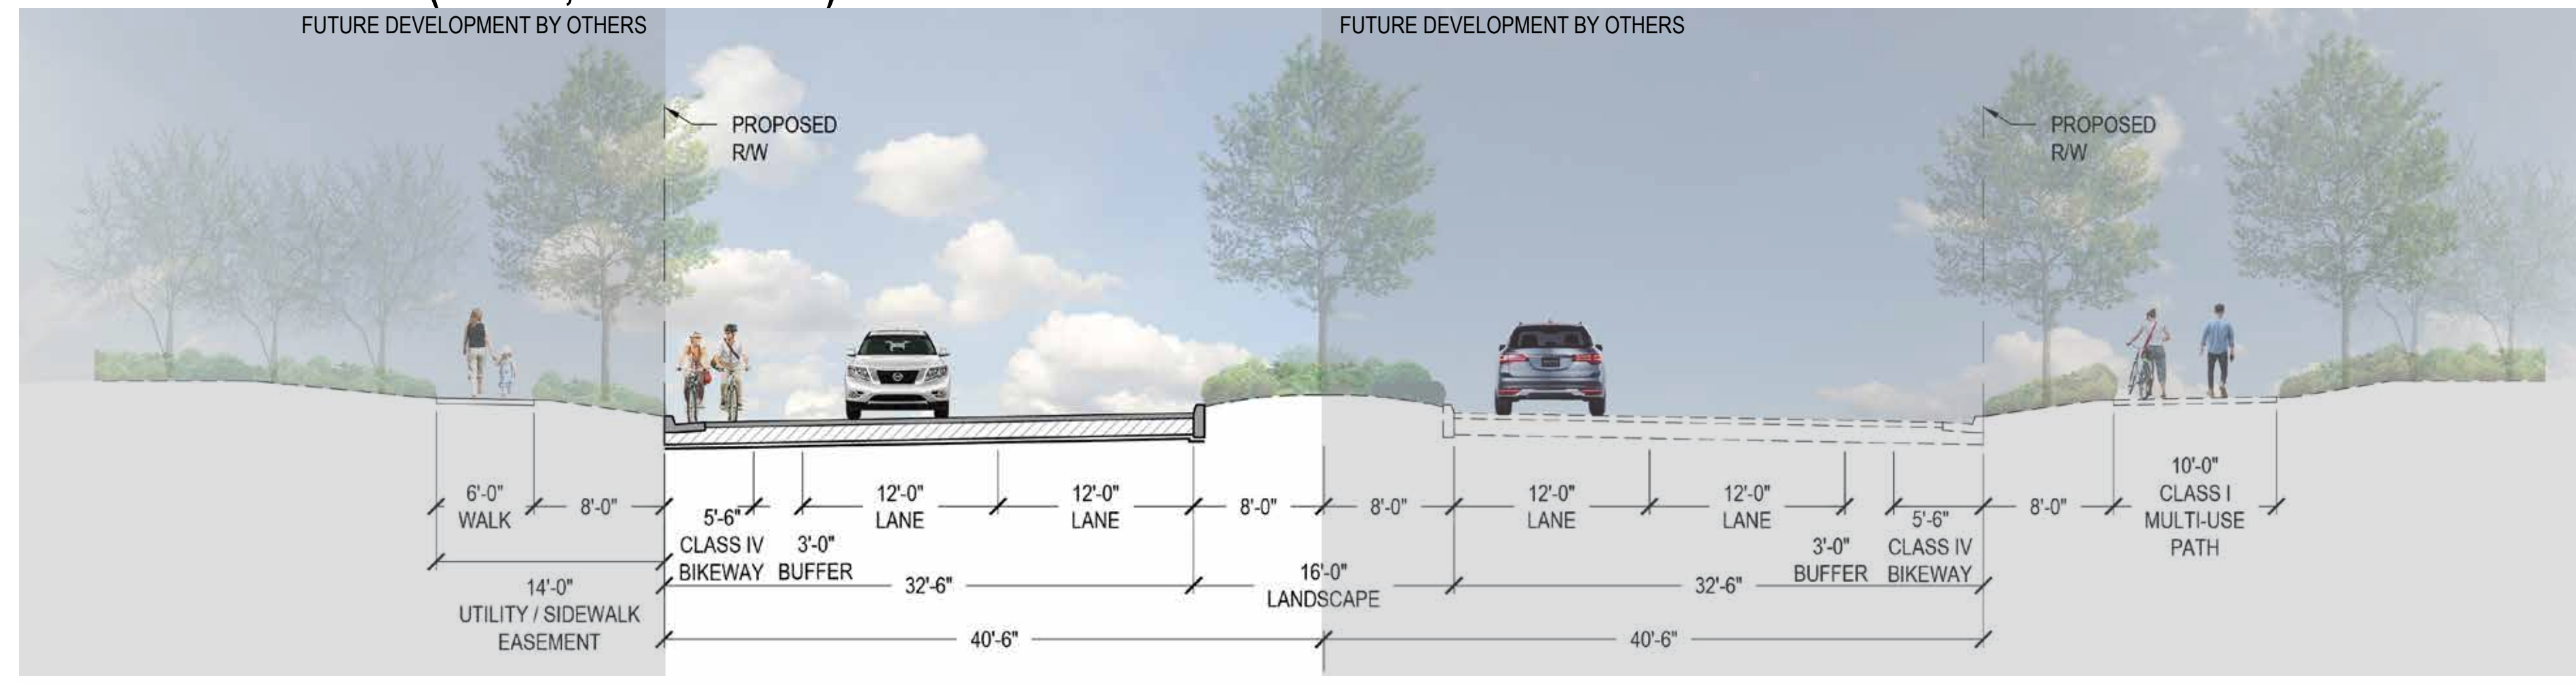 FUTURE DEVELOPMENT BY OTHERS
FUTURE DEVELOPMENT BY OTHERS
PROPOSED
R/W
PROPOSED
R/W
6'-0"
WALK
8'-0"
5'-6"
CLASS IV
BIKEWAY
3'-0"
BUFFER
12'-0"
LANE
12'-0"
LANE
8'-0"
8'-0"
12'-0"
LANE
12'-0"
LANE
3'-0"
BUFFER
5'-6"
CLASS IV
BIKEWAY
8'-0"
10'-0"
CLASS I
MULTI-USE
PATH
14'-0"
UTILITY / SIDEWALK
EASEMENT
32'-6"
16'-0"
LANDSCAPE
32'-6"
40'-6"
40'-6"